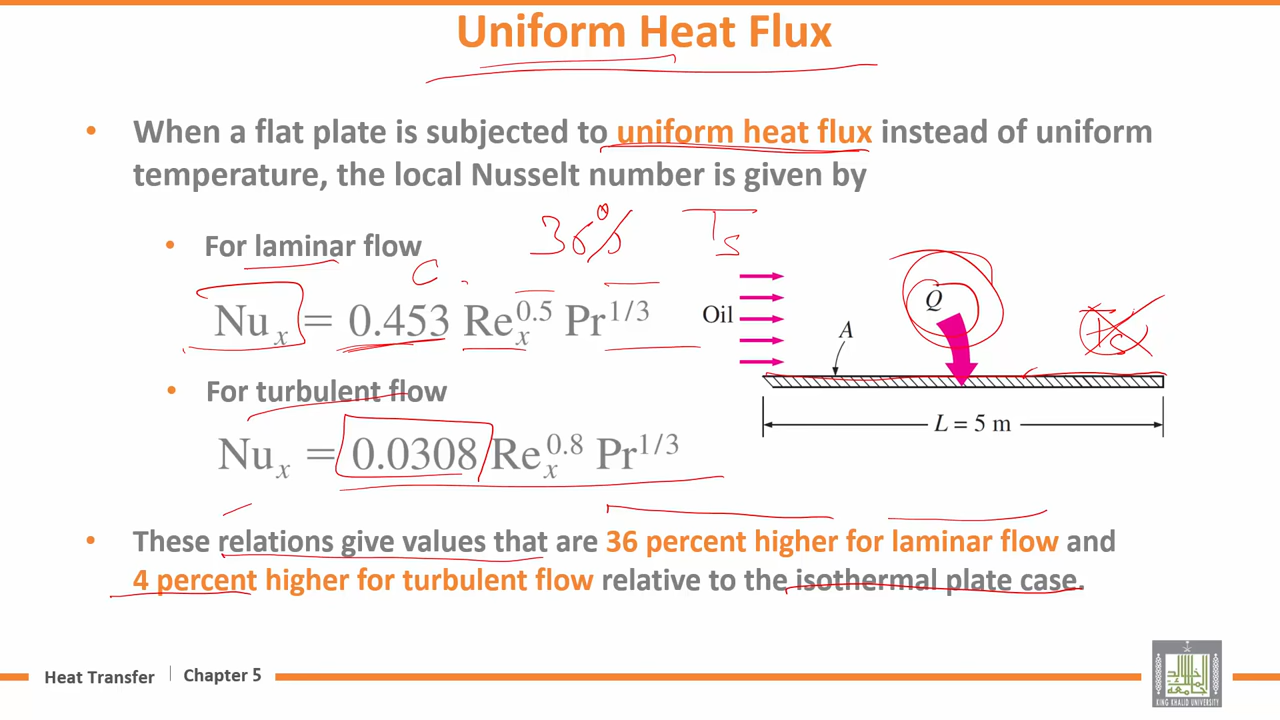 Uniform Heat Flux
• When a flat plate is subjected to uniform heat flux instead of uniform
temperature, the local Nusselt number is given by
• For laminar flow
36% Ts
C
Nu_x = 0.453 Re_x^0.5 Pr^1/3
Oil
A
Q
Ts
L = 5 m
• For turbulent flow
Nu_x = 0.0308 Re_x^0.8 Pr^1/3
• These relations give values that are 36 percent higher for laminar flow and
4 percent higher for turbulent flow relative to the isothermal plate case.
Heat Transfer | Chapter 5
KING KHALID UNIVERSITY